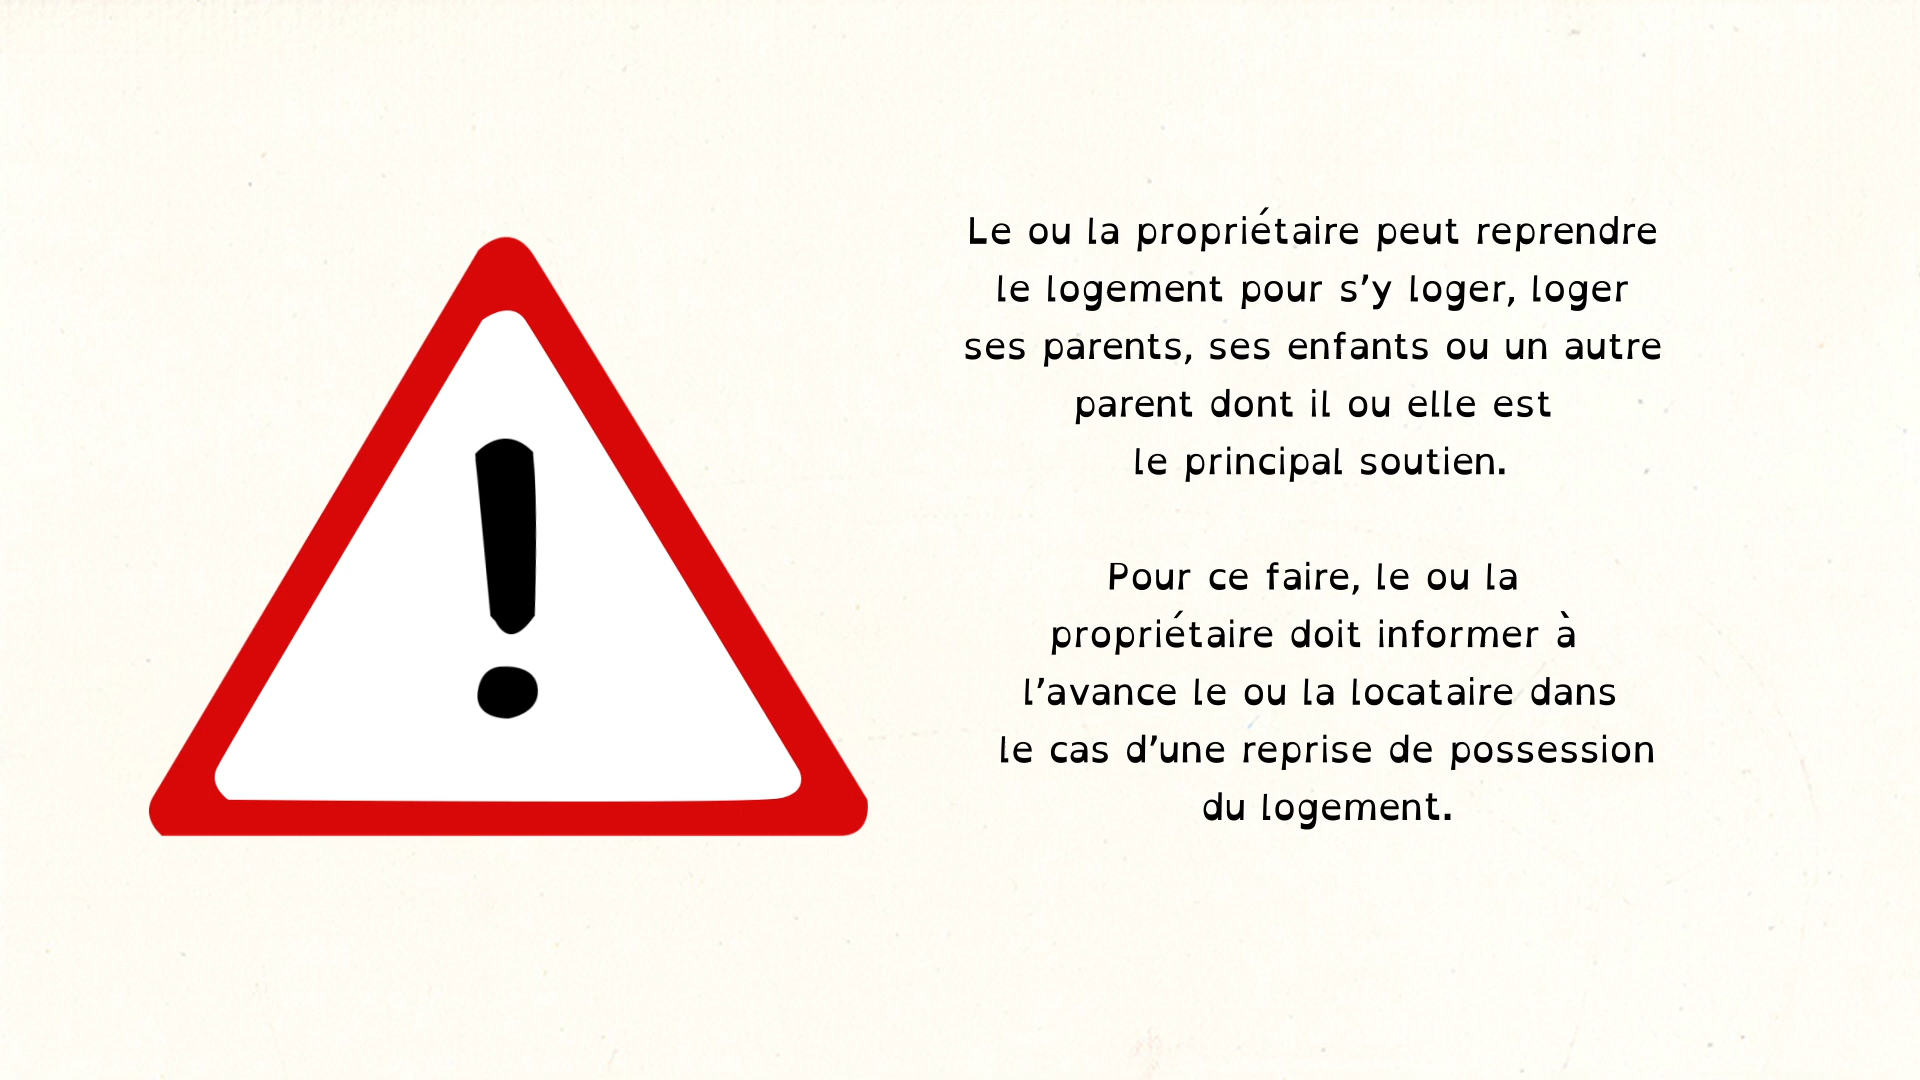 Le ou la propriétaire peut reprendre
le logement pour s’y loger, loger
ses parents, ses enfants ou un autre
parent dont il ou elle est
le principal soutien.
Pour ce faire, le ou la
propriétaire doit informer à
l’avance le ou la locataire dans
le cas d’une reprise de possession
du logement.